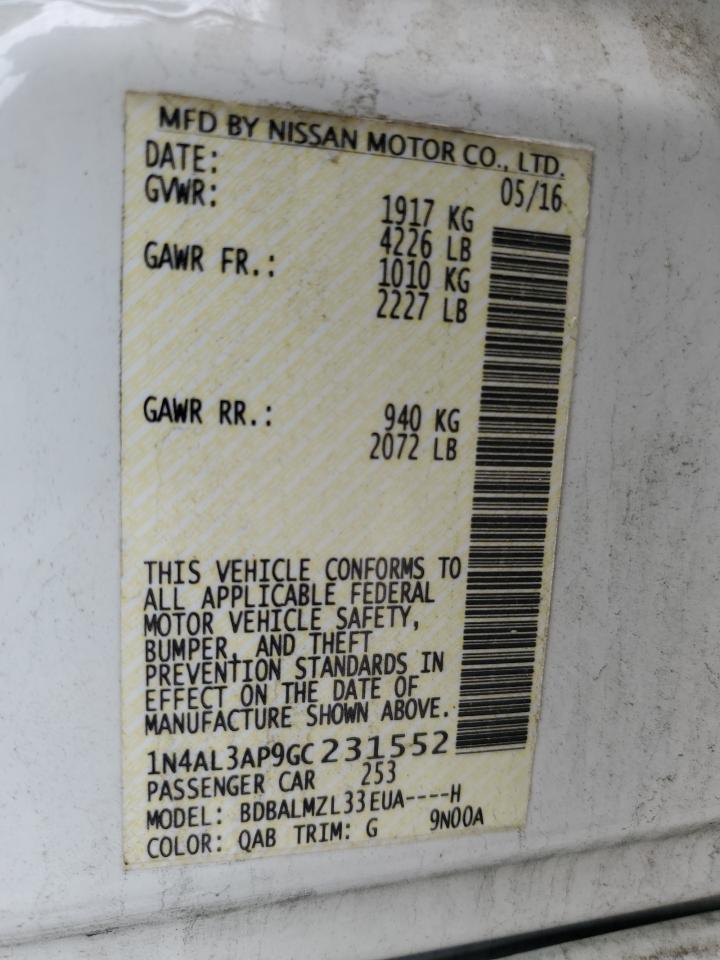 MFD BY NISSAN MOTOR CO., LTD.
DATE: 05/16
GVWR: 1917 KG
4226 LB
GAWR FR.: 1010 KG
2227 LB
GAWR RR.: 940 KG
2072 LB
THIS VEHICLE CONFORMS TO
ALL APPLICABLE FEDERAL
MOTOR VEHICLE SAFETY,
BUMPER, AND THEFT
PREVENTION STANDARDS IN
EFFECT ON THE DATE OF
MANUFACTURE SHOWN ABOVE.
1N4AL3AP9GC231552
PASSENGER CAR 253
MODEL: BDBALMZL33EUA----H
COLOR: QAB TRIM: G 9N00A